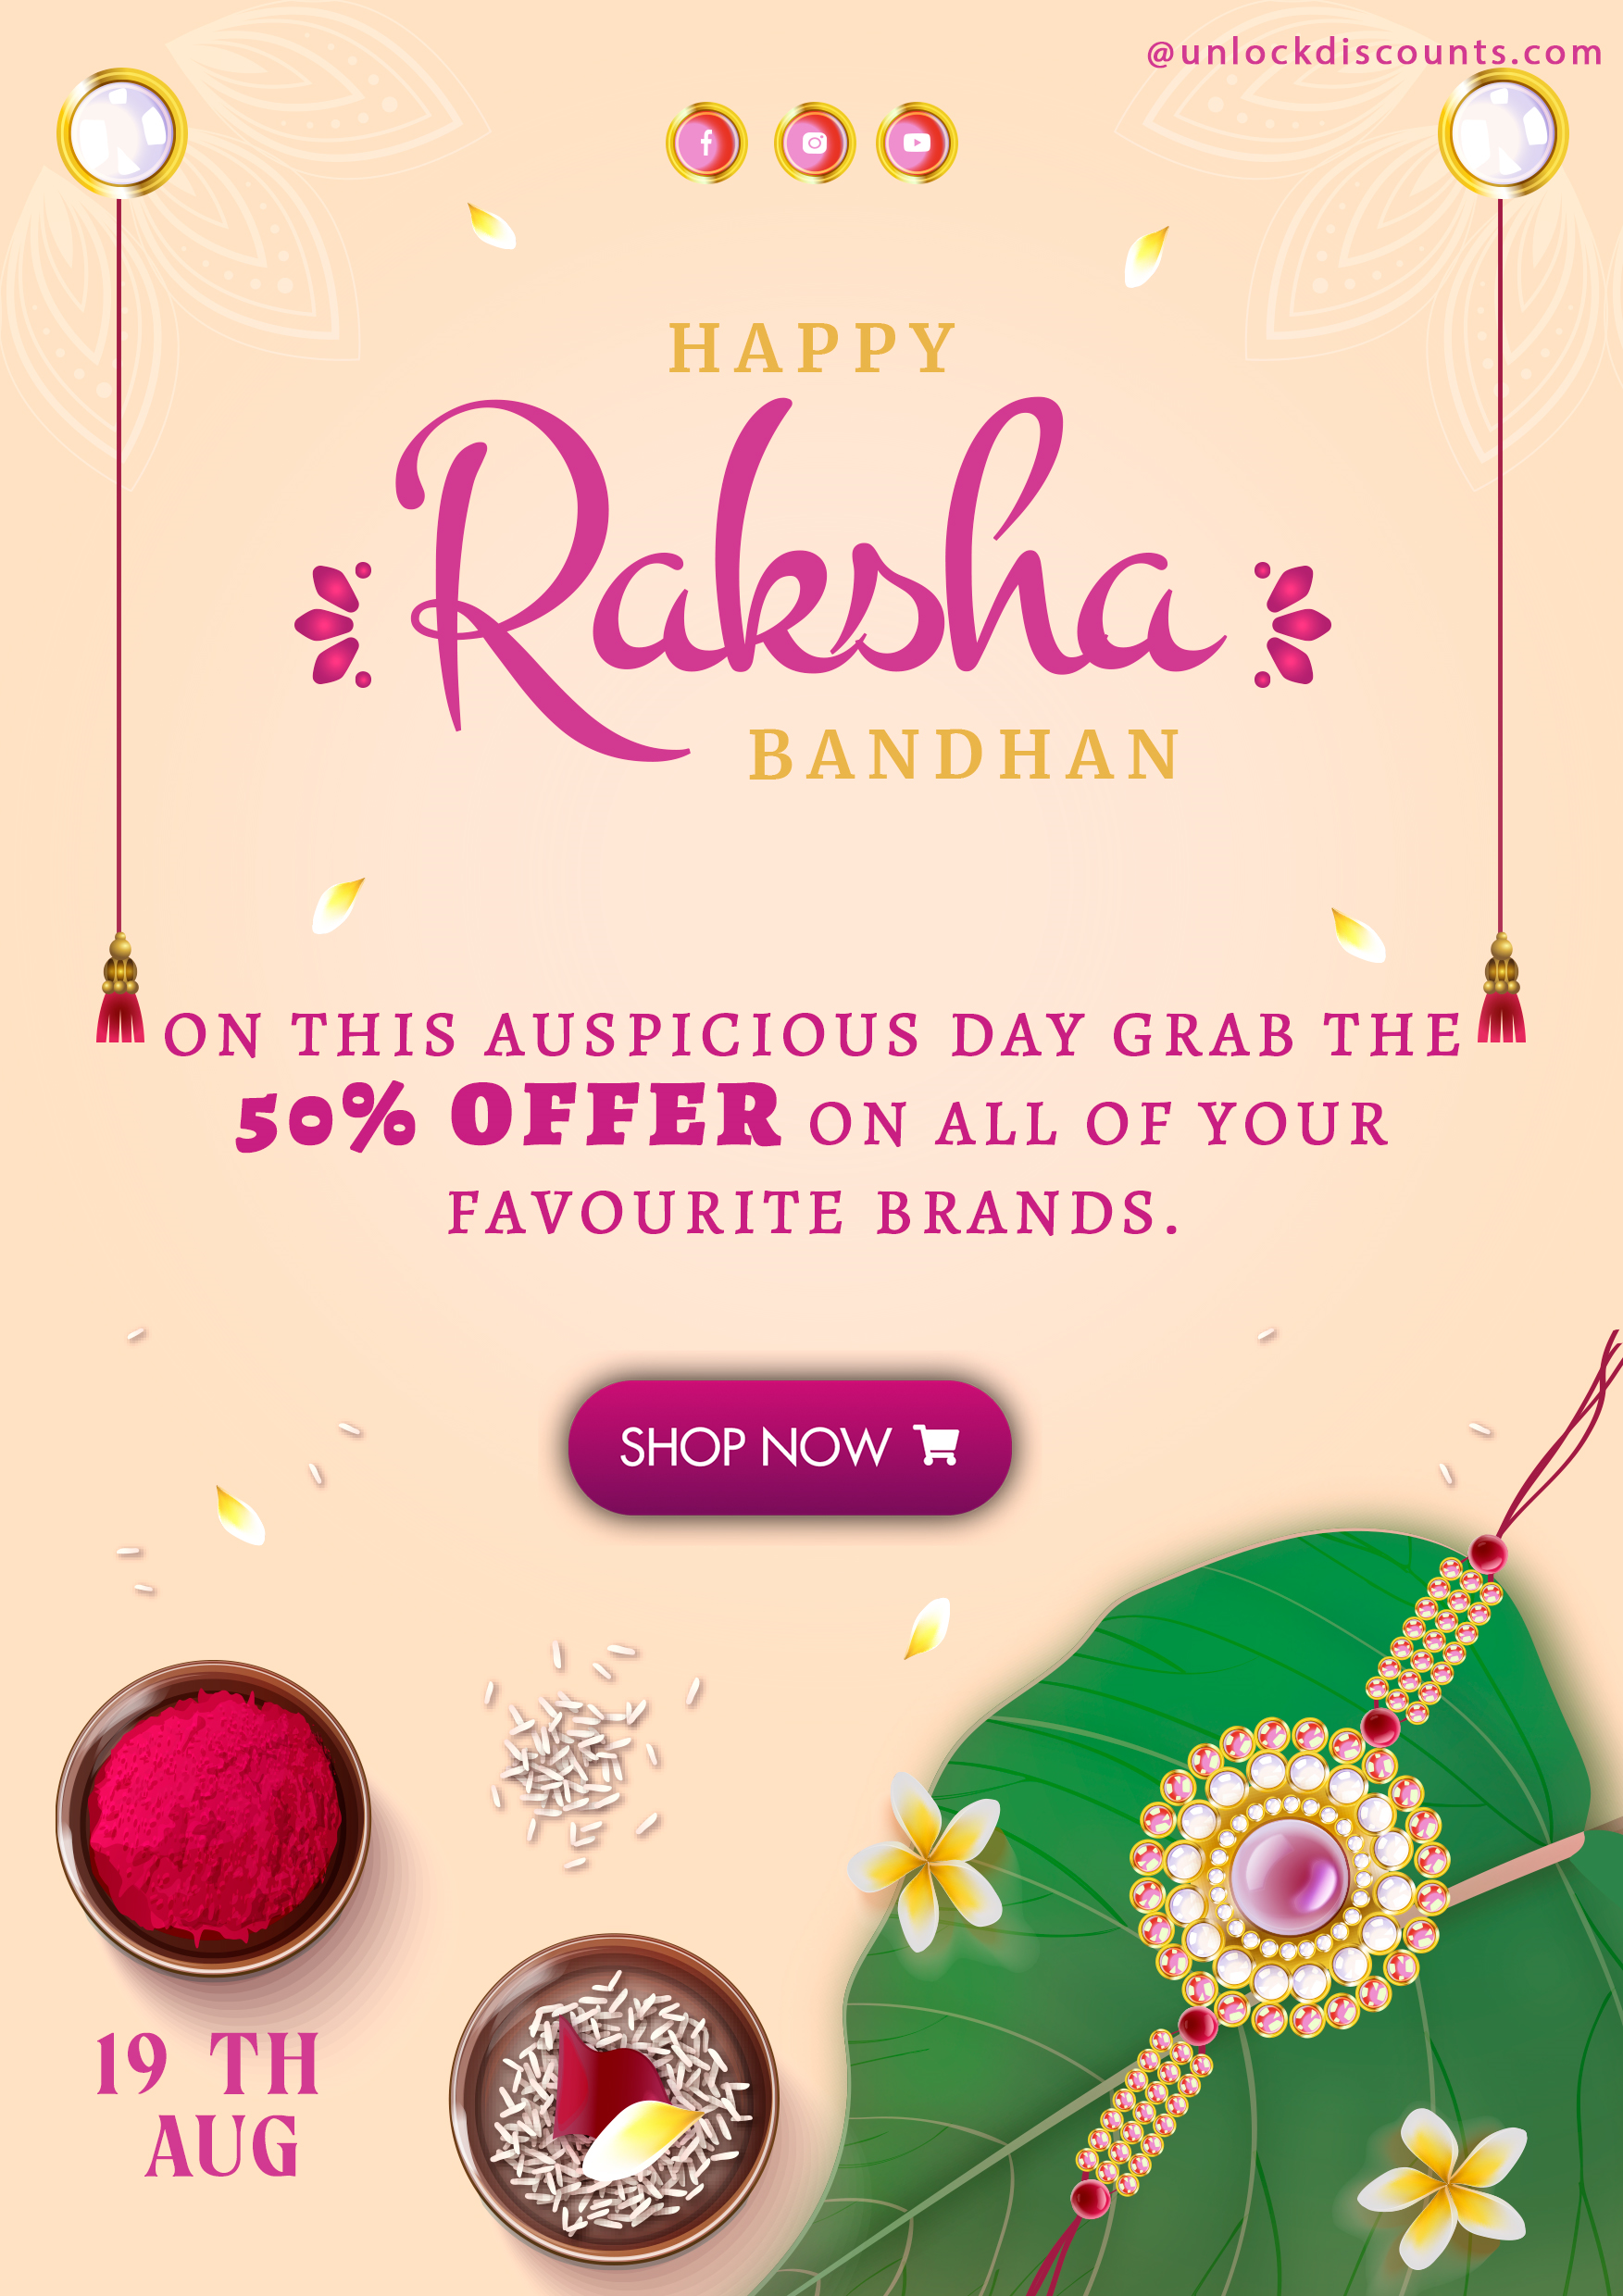 @unlockdiscounts.com
HAPPY
Raksha
BANDHAN
ON THIS AUSPICIOUS DAY GRAB THE
50% OFFER ON ALL OF YOUR
FAVOURITE BRANDS.
SHOP NOW
19 TH
AUG